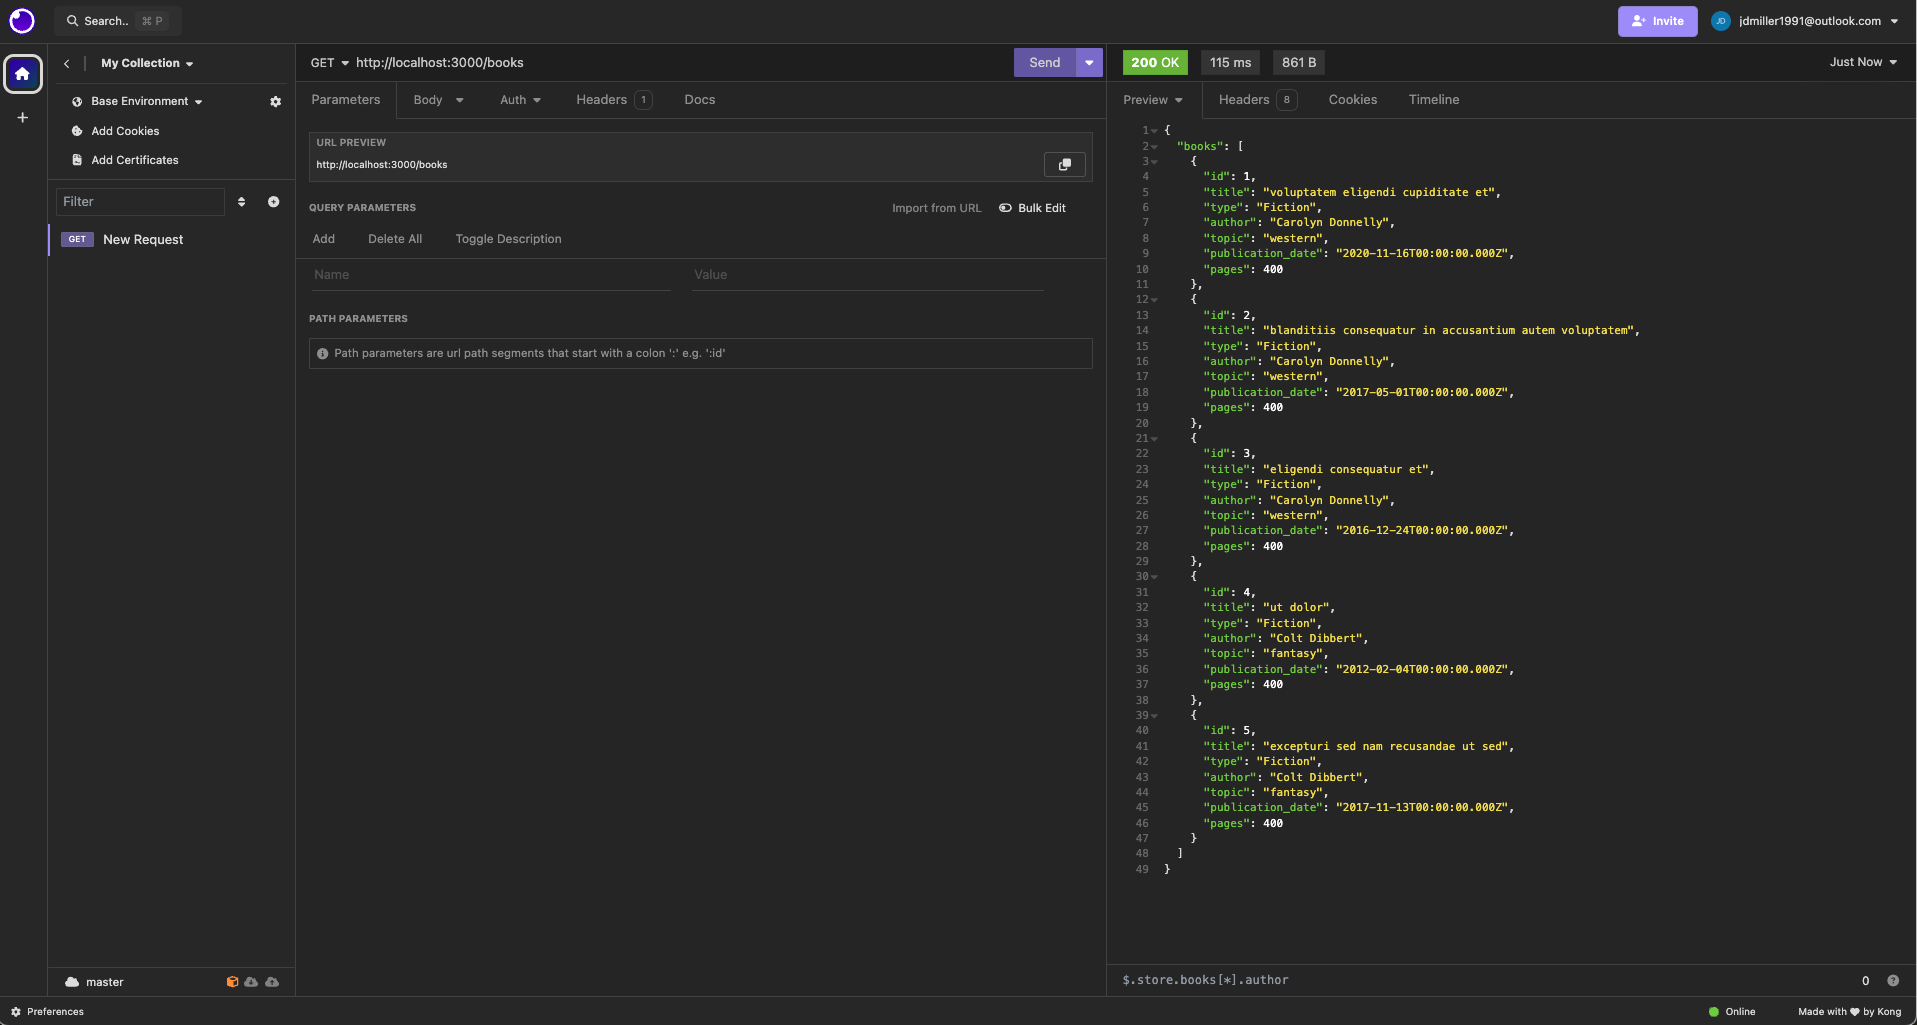 Search.. ⌘ P
Invite
JD jdmiller1991@outlook.com
My Collection
Base Environment
Add Cookies
Add Certificates
Filter
GET New Request
master
Preferences
GET http://localhost:3000/books
Send
Parameters Body Auth Headers 1 Docs
URL PREVIEW
http://localhost:3000/books
QUERY PARAMETERS Import from URL Bulk Edit
Add Delete All Toggle Description
Name Value
PATH PARAMETERS
Path parameters are url path segments that start with a colon ':' e.g. ':id'
200 OK 115 ms 861 B Just Now
Preview Headers 8 Cookies Timeline
1 {
2 "books": [
3 {
4 "id": 1,
5 "title": "voluptatem eligendi cupiditate et",
6 "type": "Fiction",
7 "author": "Carolyn Donnelly",
8 "topic": "western",
9 "publication_date": "2020-11-16T00:00:00.000Z",
10 "pages": 400
11 },
12 {
13 "id": 2,
14 "title": "blanditiis consequatur in accusantium autem voluptatem",
15 "type": "Fiction",
16 "author": "Carolyn Donnelly",
17 "topic": "western",
18 "publication_date": "2017-05-01T00:00:00.000Z",
19 "pages": 400
20 },
21 {
22 "id": 3,
23 "title": "eligendi consequatur et",
24 "type": "Fiction",
25 "author": "Carolyn Donnelly",
26 "topic": "western",
27 "publication_date": "2016-12-24T00:00:00.000Z",
28 "pages": 400
29 },
30 {
31 "id": 4,
32 "title": "ut dolor",
33 "type": "Fiction",
34 "author": "Colt Dibbert",
35 "topic": "fantasy",
36 "publication_date": "2012-02-04T00:00:00.000Z",
37 "pages": 400
38 },
39 {
40 "id": 5,
41 "title": "excepturi sed nam recusandae ut sed",
42 "type": "Fiction",
43 "author": "Colt Dibbert",
44 "topic": "fantasy",
45 "publication_date": "2017-11-13T00:00:00.000Z",
46 "pages": 400
47 }
48 ]
49 }
$.store.books[*].author 0
Online Made with ♥ by Kong